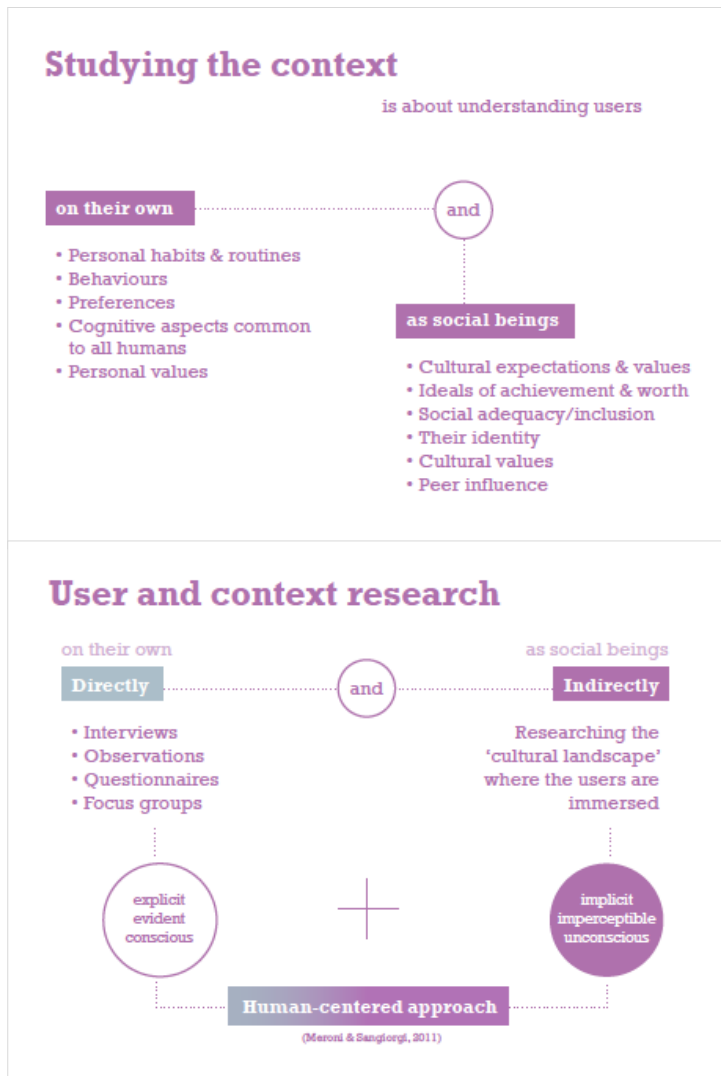 Studying the context
is about understanding users
on their own
and
• Personal habits & routines
• Behaviours
• Preferences
• Cognitive aspects common
to all humans
• Personal values
as social beings
• Cultural expectations & values
• Ideals of achievement & worth
• Social adequacy/inclusion
• Their identity
• Cultural values
• Peer influence
User and context research
on their own
Directly
and
as social beings
Indirectly
• Interviews
• Observations
• Questionnaires
• Focus groups
Researching the
‘cultural landscape’
where the users are
immersed
explicit
evident
conscious
implicit
imperceptible
unconscious
Human-centered approach
(Meroni & Sangiorgi, 2011)